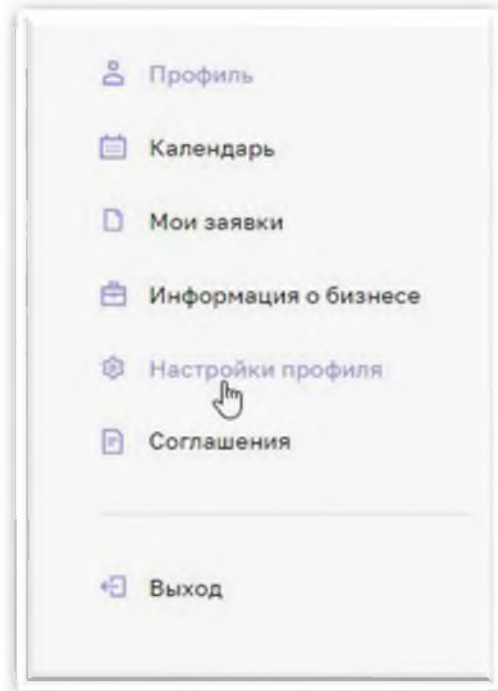 Профиль
Календарь
Мои заявки
Информация о бизнесе
Настройки профиля
Соглашения
Выход